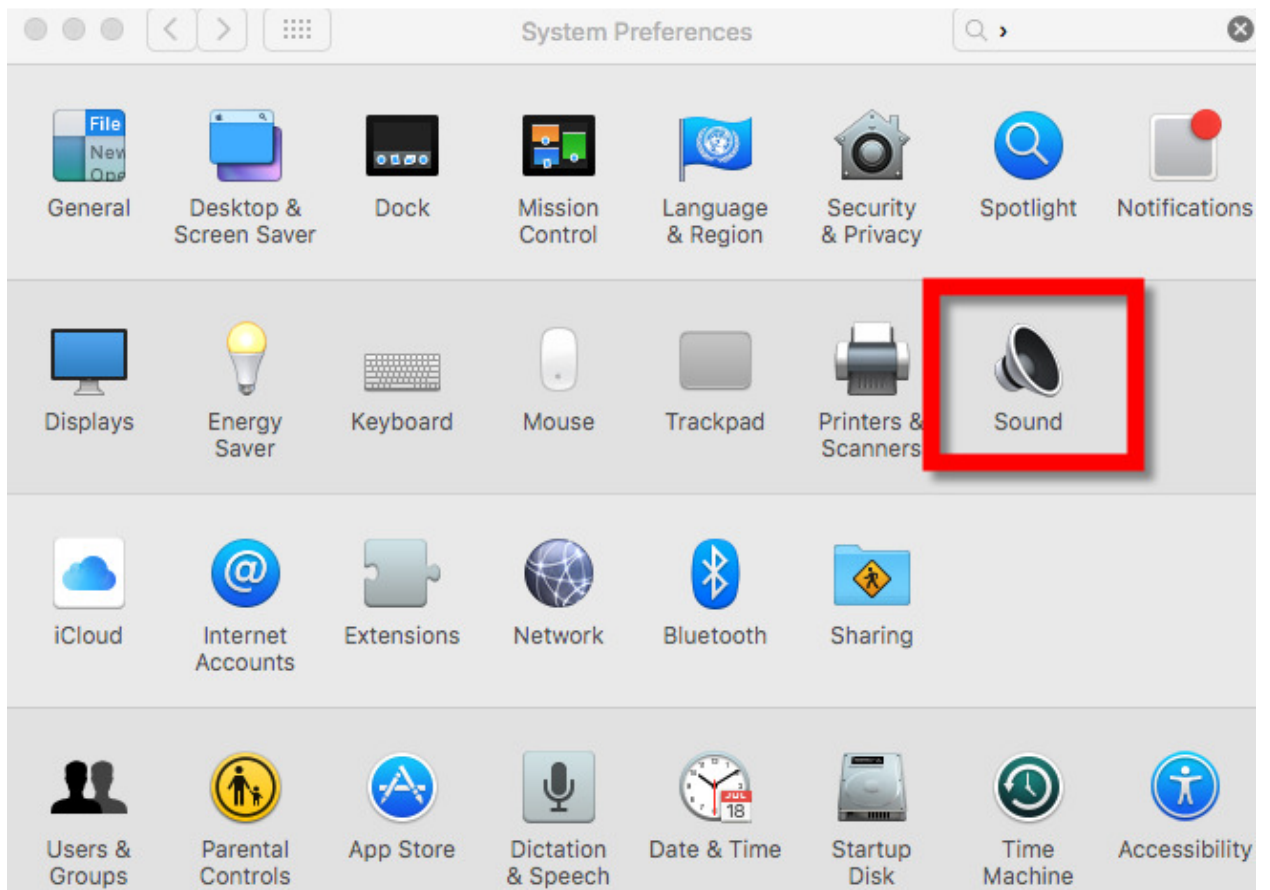 System Preferences
›
File
New
Ope
General
Desktop &
Screen Saver
Dock
Mission
Control
Language
& Region
Security
& Privacy
Spotlight
Notifications
Displays
Energy
Saver
Keyboard
Mouse
Trackpad
Printers &
Scanners
Sound
iCloud
@
Internet
Accounts
Extensions
Network
Bluetooth
Sharing
JUL
18
Users &
Groups
Parental
Controls
App Store
Dictation
& Speech
Date & Time
Startup
Disk
Time
Machine
Accessibility